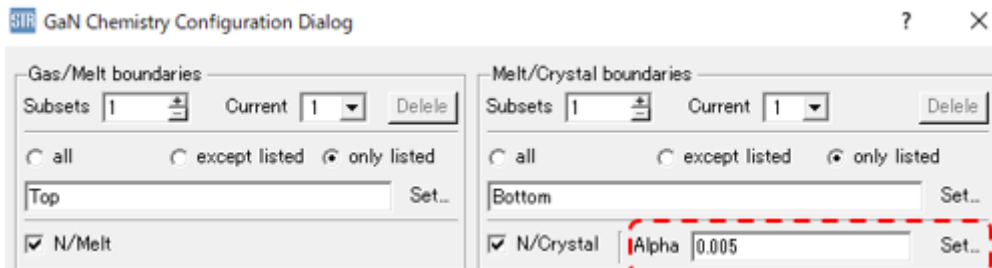 STR GaN Chemistry Configuration Dialog ? ×
Gas/Melt boundaries
Subsets 1 Current 1 Delele
all except listed only listed
Top Set...
N/Melt
Melt/Crystal boundaries
Subsets 1 Current 1 Delele
all except listed only listed
Bottom Set...
N/Crystal Alpha 0.005 Set...